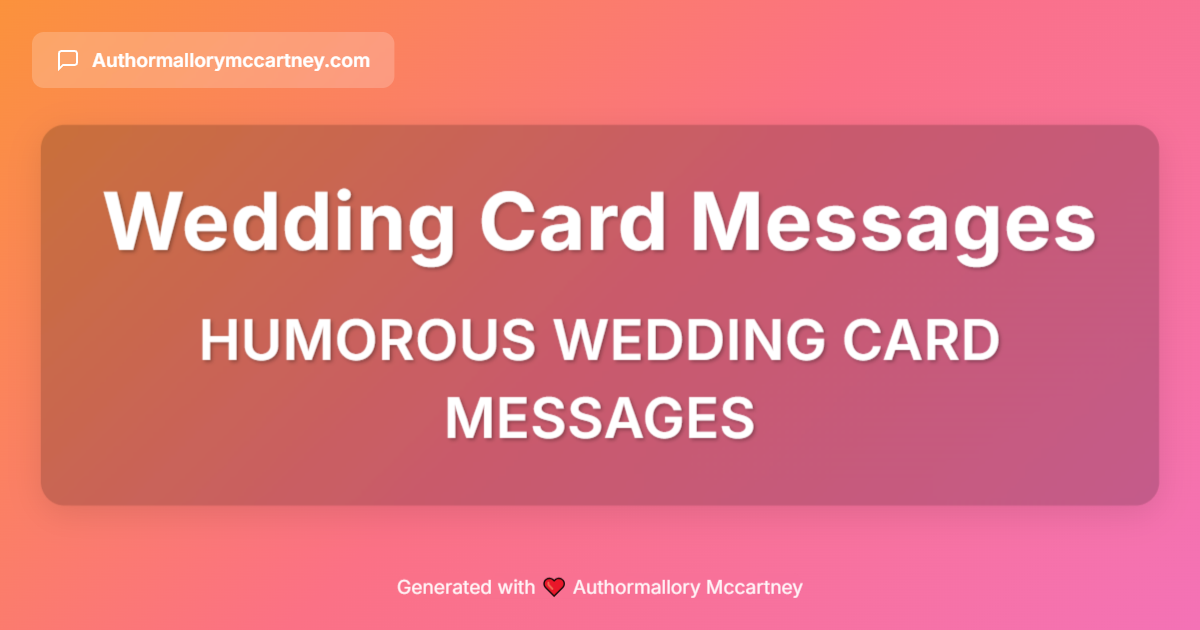 Authormallorymccartney.com
Wedding Card Messages
HUMOROUS WEDDING CARD
MESSAGES
Generated with ❤️ Authormallory Mccartney